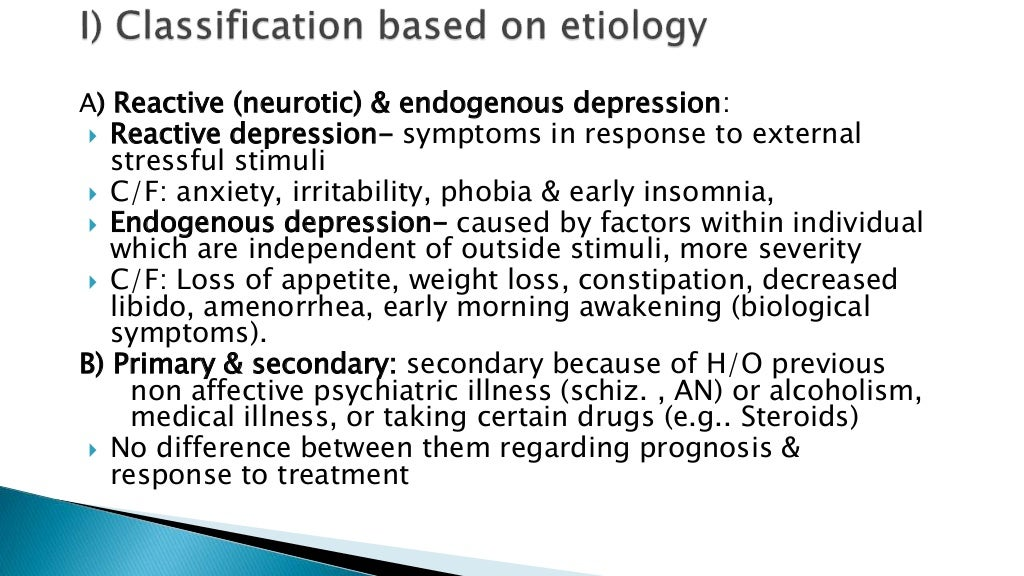 I) Classification based on etiology
A) Reactive (neurotic) & endogenous depression:
Reactive depression- symptoms in response to external
stressful stimuli
C/F: anxiety, irritability, phobia & early insomnia,
Endogenous depression- caused by factors within individual
which are independent of outside stimuli, more severity
C/F: Loss of appetite, weight loss, constipation, decreased
libido, amenorrhea, early morning awakening (biological
symptoms).
B) Primary & secondary: secondary because of H/O previous
non affective psychiatric illness (schiz. , AN) or alcoholism,
medical illness, or taking certain drugs (e.g.. Steroids)
No difference between them regarding prognosis &
response to treatment